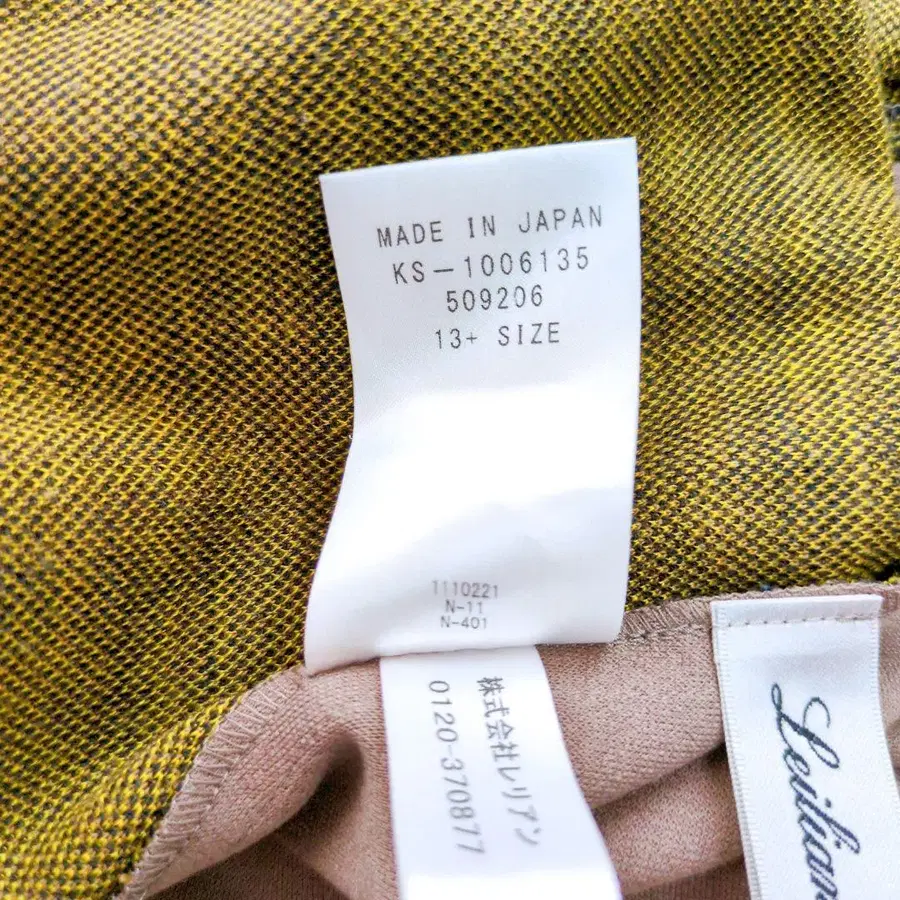 MADE IN JAPAN
KS-1006135
509206
13+ SIZE
1110221
N-11
N-401
株式会社レリアン
0120-370877